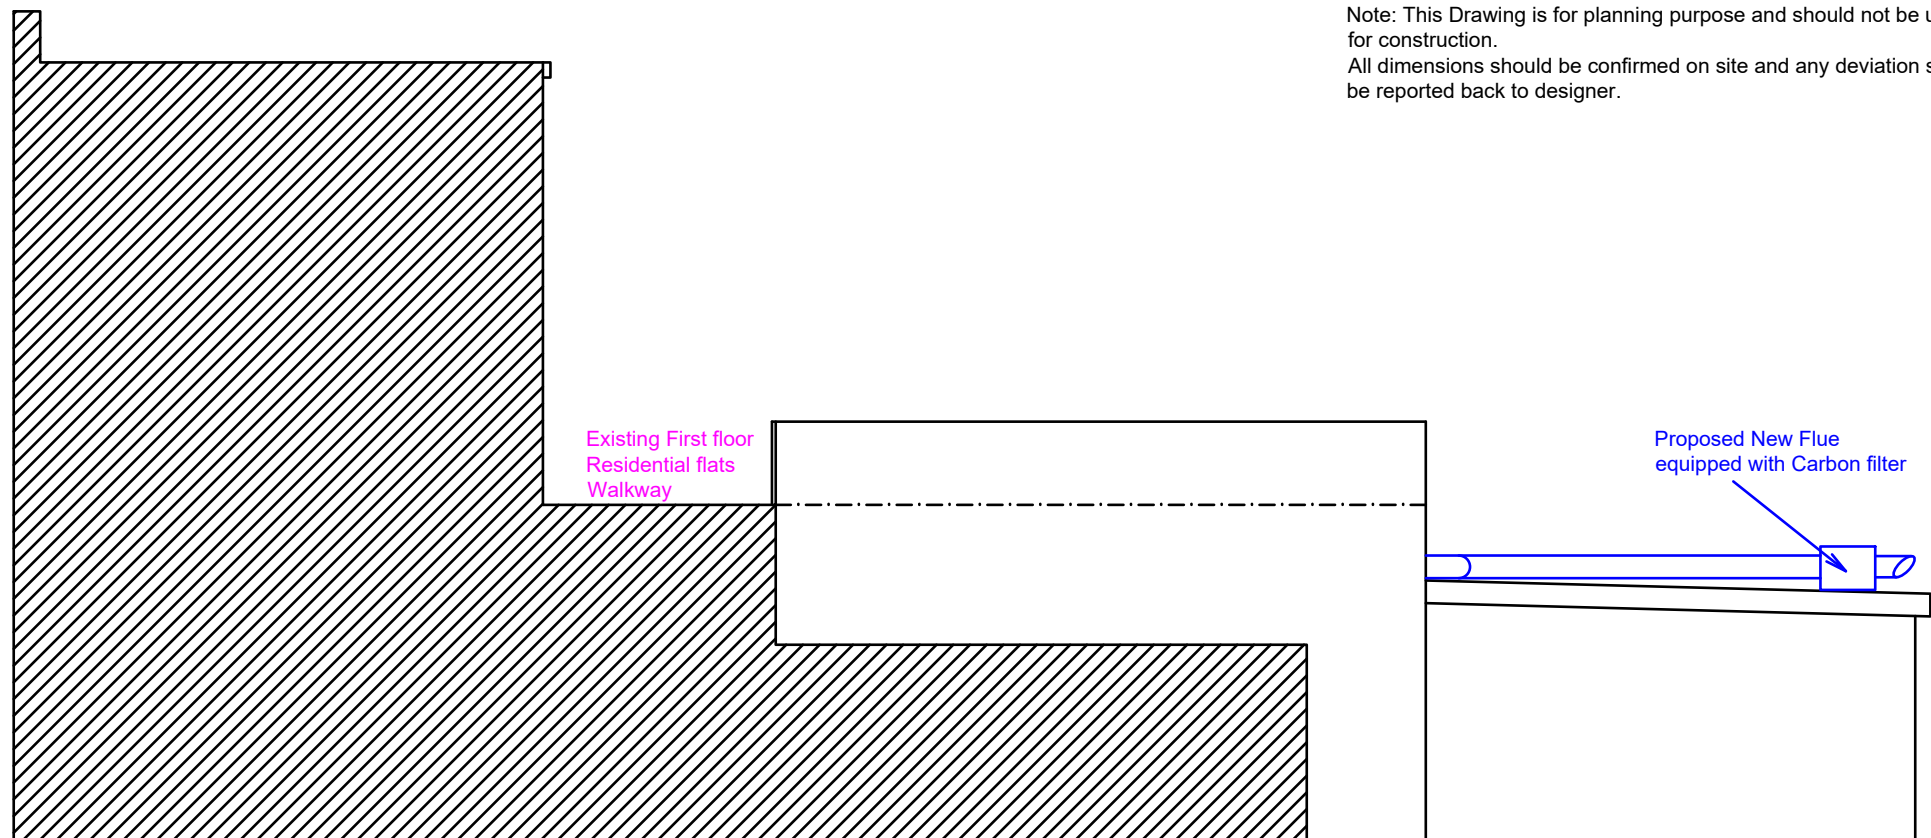 Note: This Drawing is for planning purpose and should not be
for construction.
All dimensions should be confirmed on site and any deviation
be reported back to designer.
Existing First floor
Residential flats
Walkway
Proposed New Flue
equipped with Carbon filter